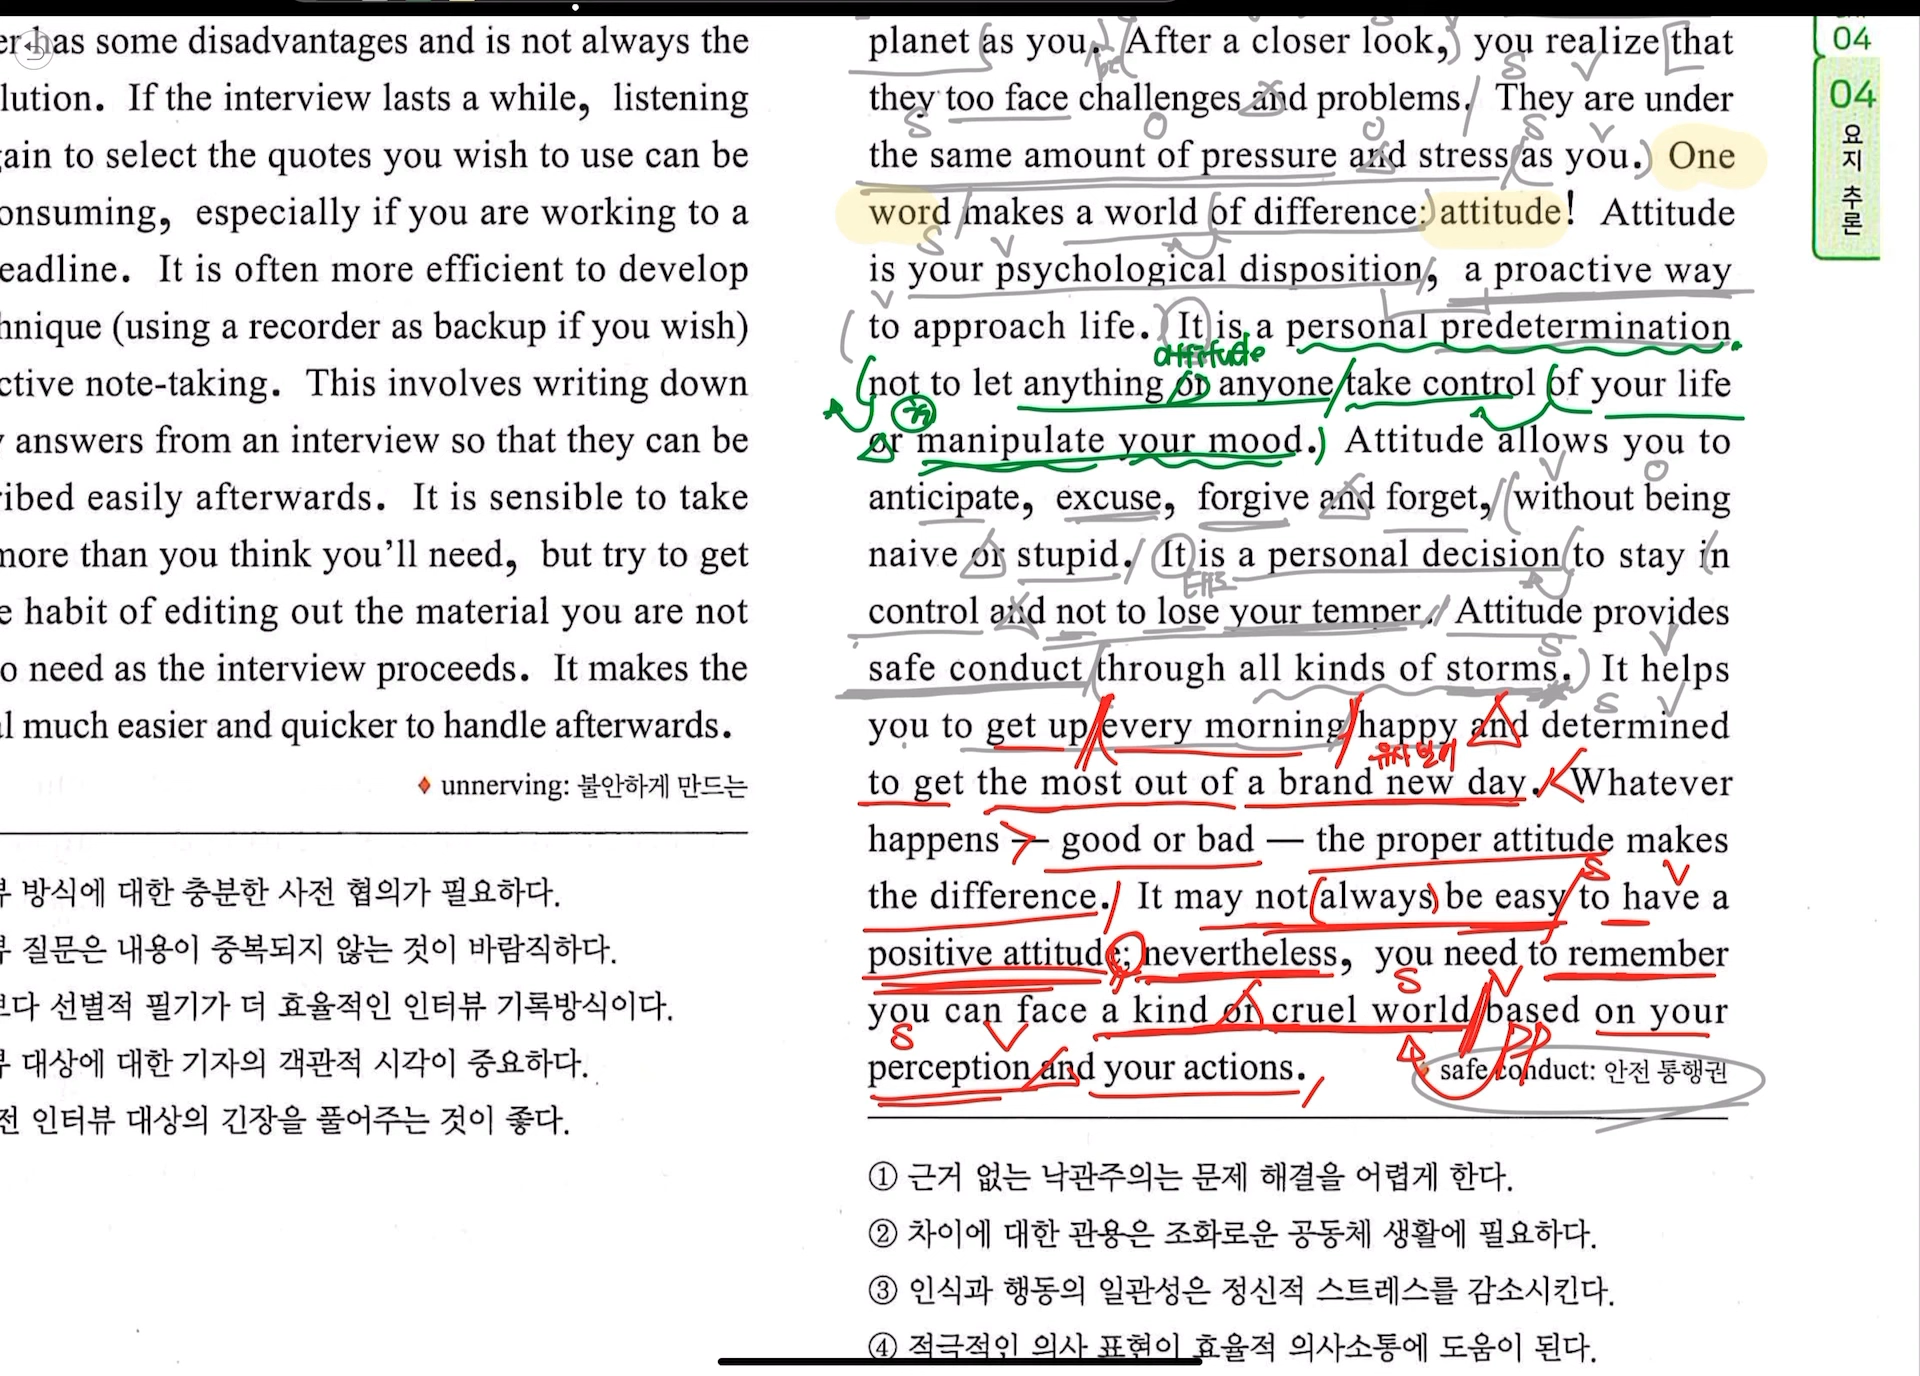 has some disadvantages and is not always the
lution. If the interview lasts a while, listening
ain to select the quotes you wish to use can be
onsuming, especially if you are working to a
eadline. It is often more efficient to develop
hnique (using a recorder as backup if you wish)
ctive note-taking. This involves writing down
answers from an interview so that they can be
ribed easily afterwards. It is sensible to take
more than you think you'll need, but try to get
e habit of editing out the material you are not
o need as the interview proceeds. It makes the
al much easier and quicker to handle afterwards.
♦ unnerving: 불안하게 만드는
방식에 대한 충분한 사전 협의가 필요하다.
질문은 내용이 중복되지 않는 것이 바람직하다.
보다 선별적 필기가 더 효율적인 인터뷰 기록방식이다.
대상에 대한 기자의 객관적 시각이 중요하다.
전 인터뷰 대상의 긴장을 풀어주는 것이 좋다.
planet as you. After a closer look, you realize that
they too face challenges and problems. They are under
the same amount of pressure and stress as you. One
word makes a world of difference: attitude! Attitude
is your psychological disposition, a proactive way
to approach life. It is a personal predetermination
attitude
not to let anything or anyone take control of your life
or manipulate your mood. Attitude allows you to
anticipate, excuse, forgive and forget, without being
naive or stupid. It is a personal decision to stay in
control and not to lose your temper. Attitude provides
safe conduct through all kinds of storms. It helps
you to get up every morning happy and determined
유사분사
to get the most out of a brand new day. Whatever
happens — good or bad — the proper attitude makes
the difference. It may not always be easy to have a
positive attitude; nevertheless, you need to remember
you can face a kind or cruel world based on your
PP
perception and your actions.
♦ safe conduct: 안전 통행권
① 근거 없는 낙관주의는 문제 해결을 어렵게 한다.
② 차이에 대한 관용은 조화로운 공동체 생활에 필요하다.
③ 인식과 행동의 일관성은 정신적 스트레스를 감소시킨다.
④ 적극적인 의사 표현이 효율적 의사소통에 도움이 된다.
04
04
요지 추론